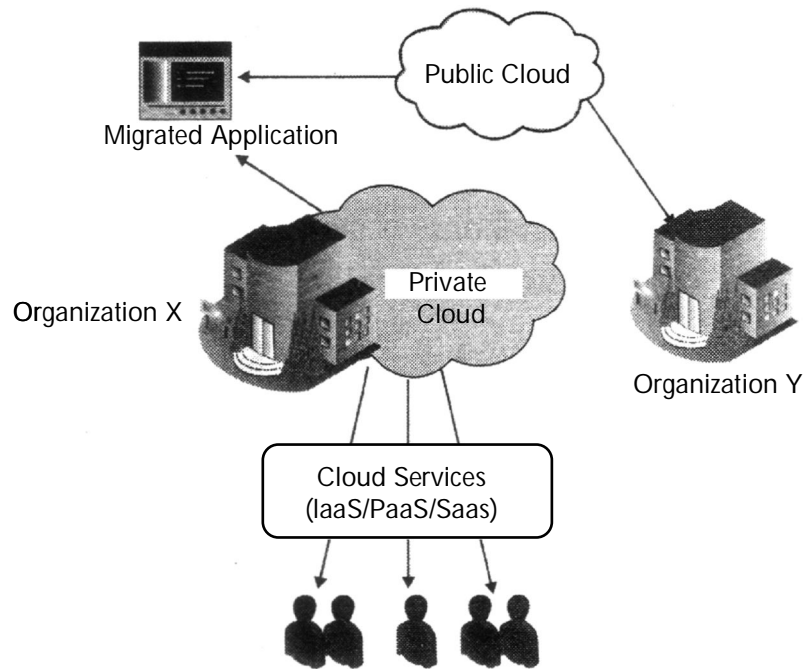 Public Cloud
Migrated Application
Private
Cloud
Organization X
Organization Y
Cloud Services
(IaaS/PaaS/Saas)